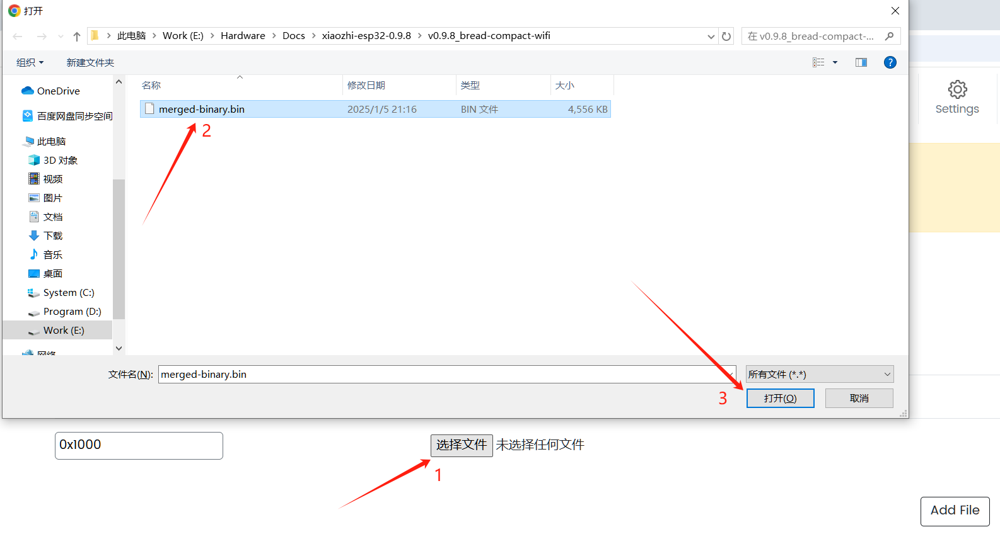 打开
此电脑 Work (E:) Hardware Docs xiaozhi-esp32-0.9.8 v0.9.8_bread-compact-wifi
在 v0.9.8_bread-compact-...
组织 新建文件夹
?
名称 修改日期 类型 大小
merged-binary.bin 2025/1/5 21:16 BIN 文件 4,556 KB
2
OneDrive
百度网盘同步空间
此电脑
3D 对象
视频
图片
文档
下载
音乐
桌面
System (C:)
Program (D:)
Work (E:)
网络
Settings
文件名(N): merged-binary.bin 所有文件 (*.*)
3
打开(O) 取消
0x1000 选择文件 未选择任何文件
1
Add File